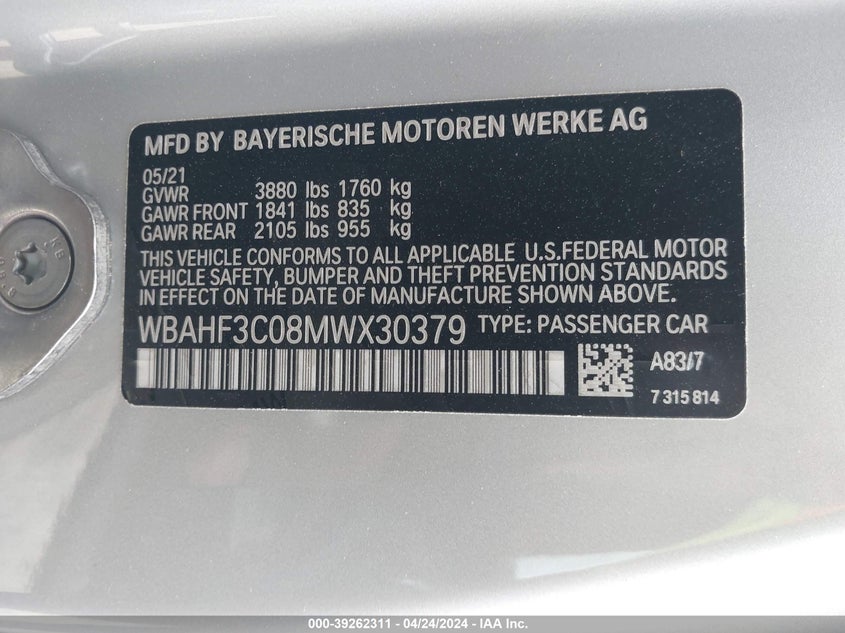 MFD BY BAYERISCHE MOTOREN WERKE AG
05/21
GVWR 3880 lbs 1760 kg
GAWR FRONT 1841 lbs 835 kg
GAWR REAR 2105 lbs 955 kg
THIS VEHICLE CONFORMS TO ALL APPLICABLE U.S.FEDERAL MOTOR
VEHICLE SAFETY, BUMPER AND THEFT PREVENTION STANDARDS
IN EFFECT ON THE DATE OF MANUFACTURE SHOWN ABOVE.
WBAHF3C08MWX30379 TYPE: PASSENGER CAR
A83/7
7 315 814
KB
000-39262311 - 04/24/2024 - IAA Inc.